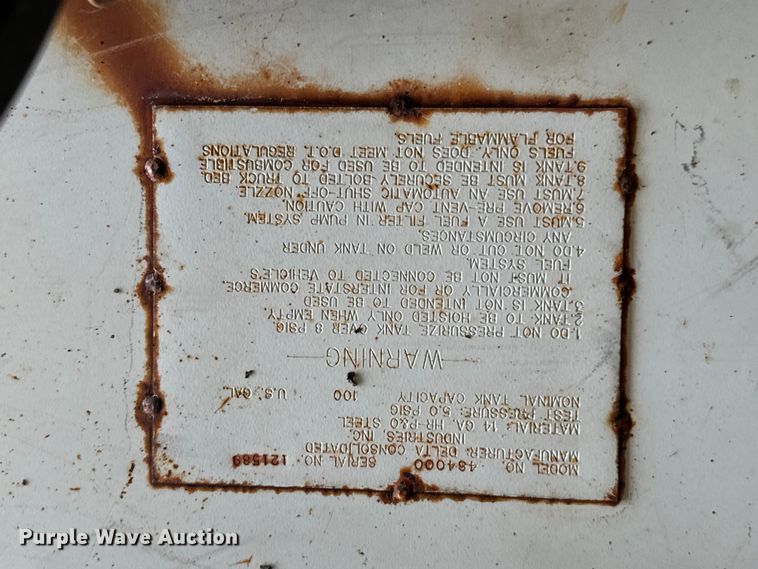 MODEL NO. 484000 SERIAL NO. 121589
MANUFACTURER: DELTA CONSOLIDATED
INDUSTRIES, INC.
MATERIAL: 14 GA. HR-P&O STEEL
TEST PRESSURE: 5.0 PSIG
NOMINAL TANK CAPACITY
100 U.S. GAL.
WARNING
1.DO NOT PRESSURIZE TANK OVER 8 PSIG
2.TANK TO BE HOISTED ONLY WHEN EMPTY.
3.TANK IS NOT INTENDED TO BE USED
COMMERCIALLY OR FOR INTERSTATE COMMERCE
IT MUST NOT BE CONNECTED TO VEHICLE'S
FUEL SYSTEM.
4.DO NOT CUT OR WELD ON TANK UNDER
ANY CIRCUMSTANCES.
5.MUST USE A FUEL FILTER IN PUMP SYSTEM.
6.REMOVE PRE-VENT CAP WITH CAUTION.
7.MUST USE AN AUTOMATIC SHUT-OFF NOZZLE.
8.TANK MUST BE SECURELY BOLTED TO TRUCK BED.
9.TANK IS INTENDED TO BE USED FOR COMBUSTIBLE
FUELS ONLY. DOES NOT MEET D.O.T. REGULATIONS
FOR FLAMMABLE FUELS.
Purple Wave Auction